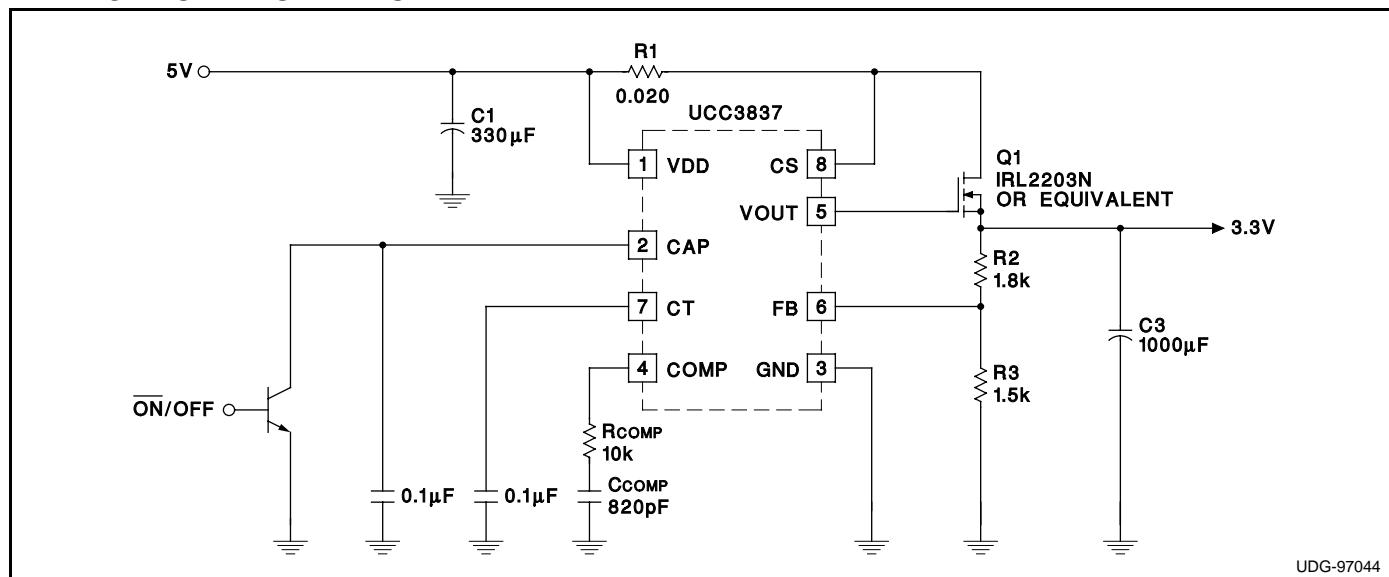 R1
5V
0.020
UCC3837
C1
330µF
1 VDD
CS 8
Q1
IRL2203N
OR EQUIVALENT
VOUT 5
3.3V
2 CAP
R2
1.8k
7 CT
FB 6
C3
1000µF
4 COMP
GND 3
R3
1.5k
ON/OFF
RCOMP
10k
0.1µF
0.1µF
CCOMP
820pF
UDG-97044